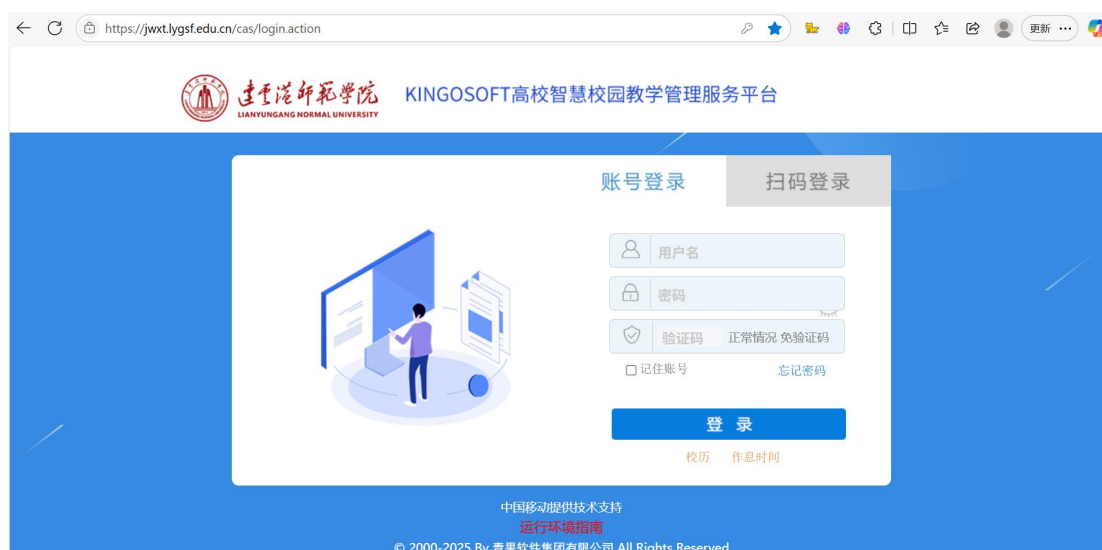 https://jwxt.lygsf.edu.cn/cas/login.action
更新
连云港师范学院
LIANYUNGANG NORMAL UNIVERSITY
KINGOSOFT高校智慧校园教学管理服务平台
账号登录
扫码登录
用户名
密码
验证码 正常情况 免验证码
记住账号 忘记密码
登 录
校历 作息时间
中国移动提供技术支持
运行环境指南
© 2000-2025 By 青果软件集团有限公司 All Rights Reserved